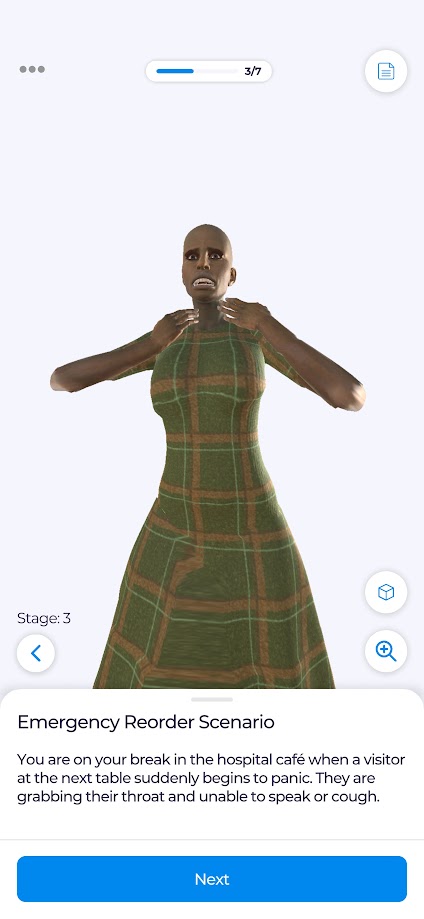 3/7
Stage: 3
Emergency Reorder Scenario
You are on your break in the hospital café when a visitor
at the next table suddenly begins to panic. They are
grabbing their throat and unable to speak or cough.
Next